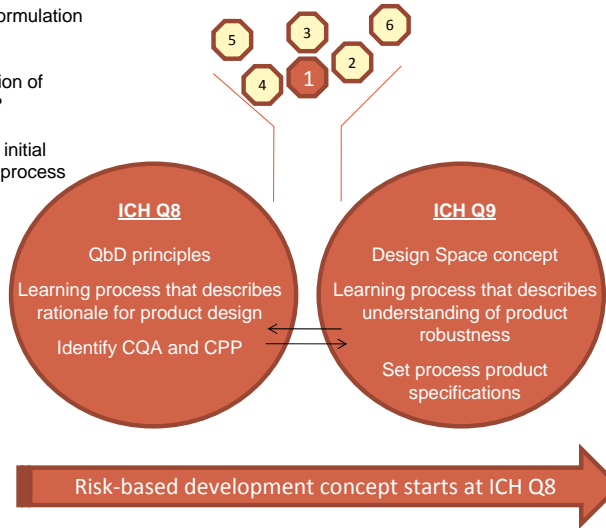 ormulation
ion of
initial
process
5
3
6
4
1
2
ICH Q8
QbD principles
Learning process that describes
rationale for product design
Identify CQA and CPP
ICH Q9
Design Space concept
Learning process that describes
understanding of product
robustness
Set process product
specifications
Risk-based development concept starts at ICH Q8